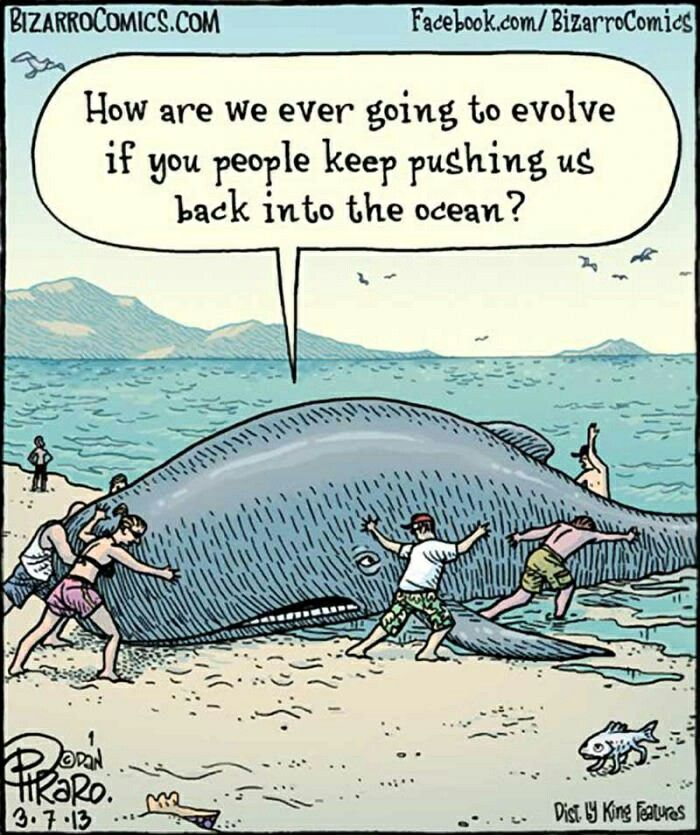 BIZARROCOMICS.COM
Facebook.com/BizarroComics
How are we ever going to evolve
if you people keep pushing us
back into the ocean?
1
©DAN
PIRARO.
3.7.13
Dist. by King Features